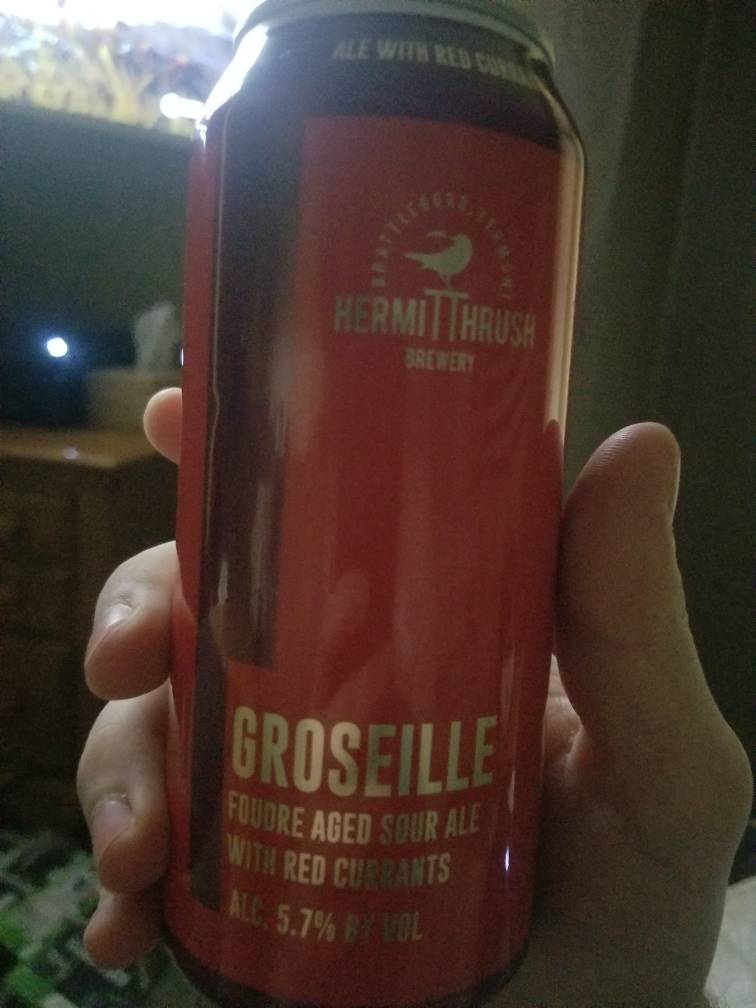 ALE WITH RED CURRA
BRATTLEBORO, VERMONT
HERMIT THRUSH
BREWERY
GROSEILLE
FOUDRE AGED SOUR ALE
WITH RED CURRANTS
ALC. 5.7% BY VOL